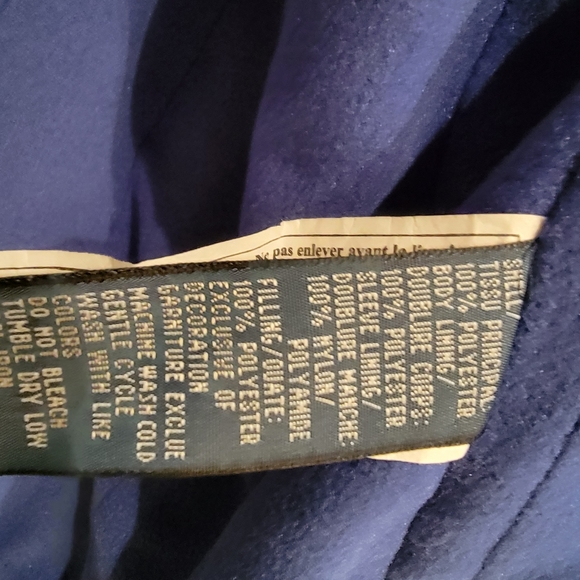 pas enlever avant
SHELL/
TISSU
100% POLYESTER
BODY LINING/
DOUBLURE CORPS:
100% POLYESTER
SLEEVE LINING/
DOUBLURE MANCHE:
100% NYLON/
POLYAMIDE
FILLING/OUATE:
100% POLYESTER
EXCLUSIVE OF
DECORATION
GARNITURE EXCLUE
MACHINE WASH COLD
GENTLE CYCLE
WASH WITH LIKE
COLORS
DO NOT BLEACH
TUMBLE DRY LOW
IRON